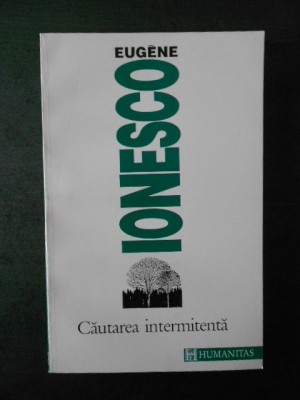 EUGÈNE
IONESCO
Căutarea intermitentă
HUMANITAS